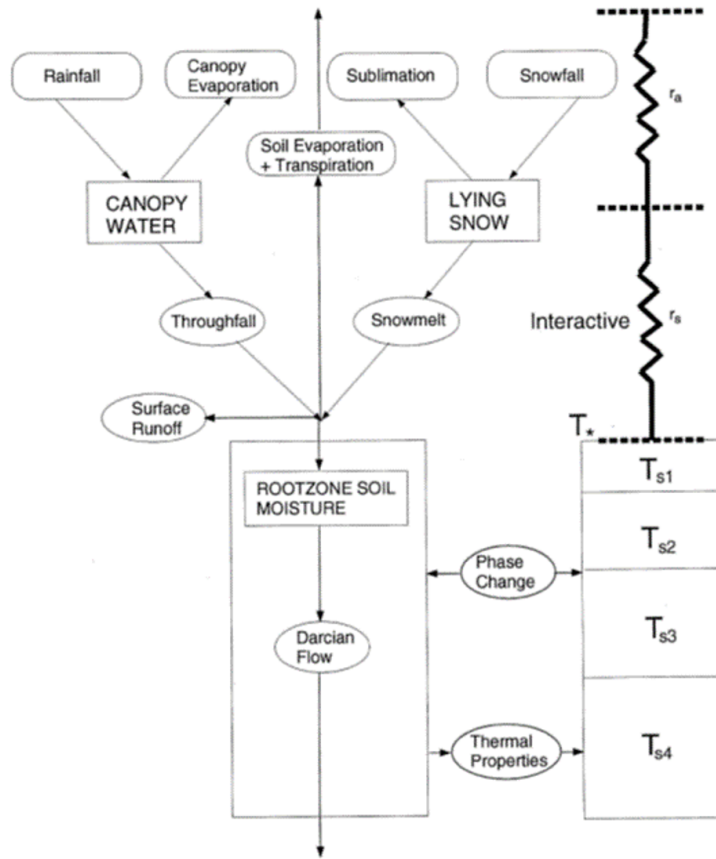 Rainfall
Canopy
Evaporation
Sublimation
Snowfall
rₐ
Soil Evaporation
+ Transpiration
CANOPY
WATER
LYING
SNOW
Throughfall
Snowmelt
Interactive
rₛ
Surface
Runoff
T*
ROOTZONE SOIL
MOISTURE
Ts1
Ts2
Phase
Change
Darcian
Flow
Ts3
Thermal
Properties
Ts4